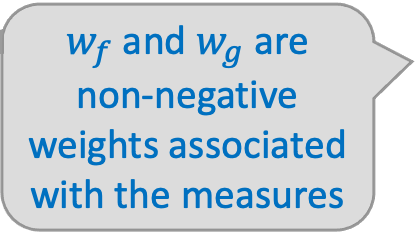 w_f and w_g are
non-negative
weights associated
with the measures